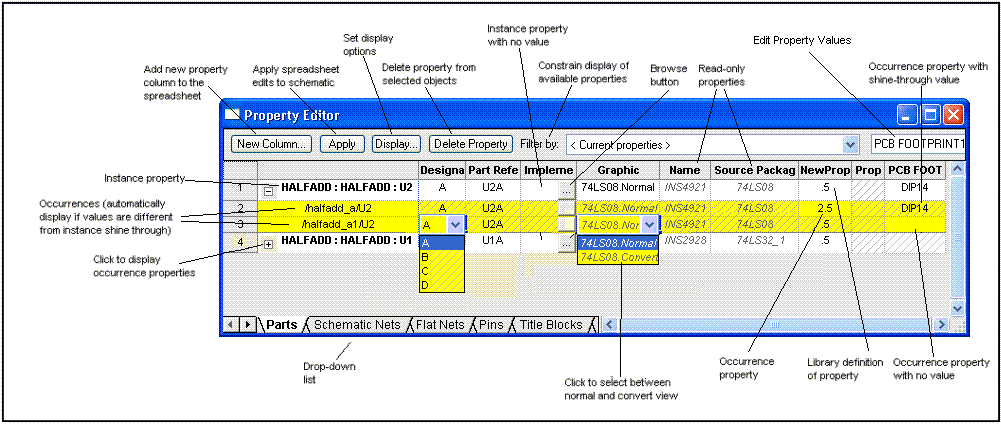 Instance property
with no value
Set display
options
Edit Property Values
Add new property
column to the
spreadsheet
Apply spreadsheet
edits to schematic
Delete property from
selected objects
Constrain display of
available properties
Browse
button
Read-only
properties
Occurrence property with
shine-through value
Property Editor
New Column... Apply Display... Delete Property Filter by: < Current properties > PCB FOOTPRINT1
Designa Part Refe Impleme Graphic Name Source Packag NewProp Prop PCB FOOT
Instance property
1 HALFADD : HALFADD : U2 A U2A ... 74LS08.Normal INS4921 74LS08 .5 DIP14
Occurrences (automatically
display if values are different
from instance shine through)
2 /halfadd_a/U2 A U2A 74LS08.Normal INS4921 74LS08 2.5 DIP14
3 /halfadd_a1/U2 A U2A 74LS08.Nor INS4921 74LS08 .5
4 HALFADD : HALFADD : U1 A U1A ... 74LS08.Normal INS2928 74LS32_1 .5
B 74LS08.Convert
C
D
Click to display
occurrence properties
Parts Schematic Nets Flat Nets Pins Title Blocks
Drop-down
list
Click to select between
normal and convert view
Occurrence
property
Library definition
of property
Occurrence property
with no value